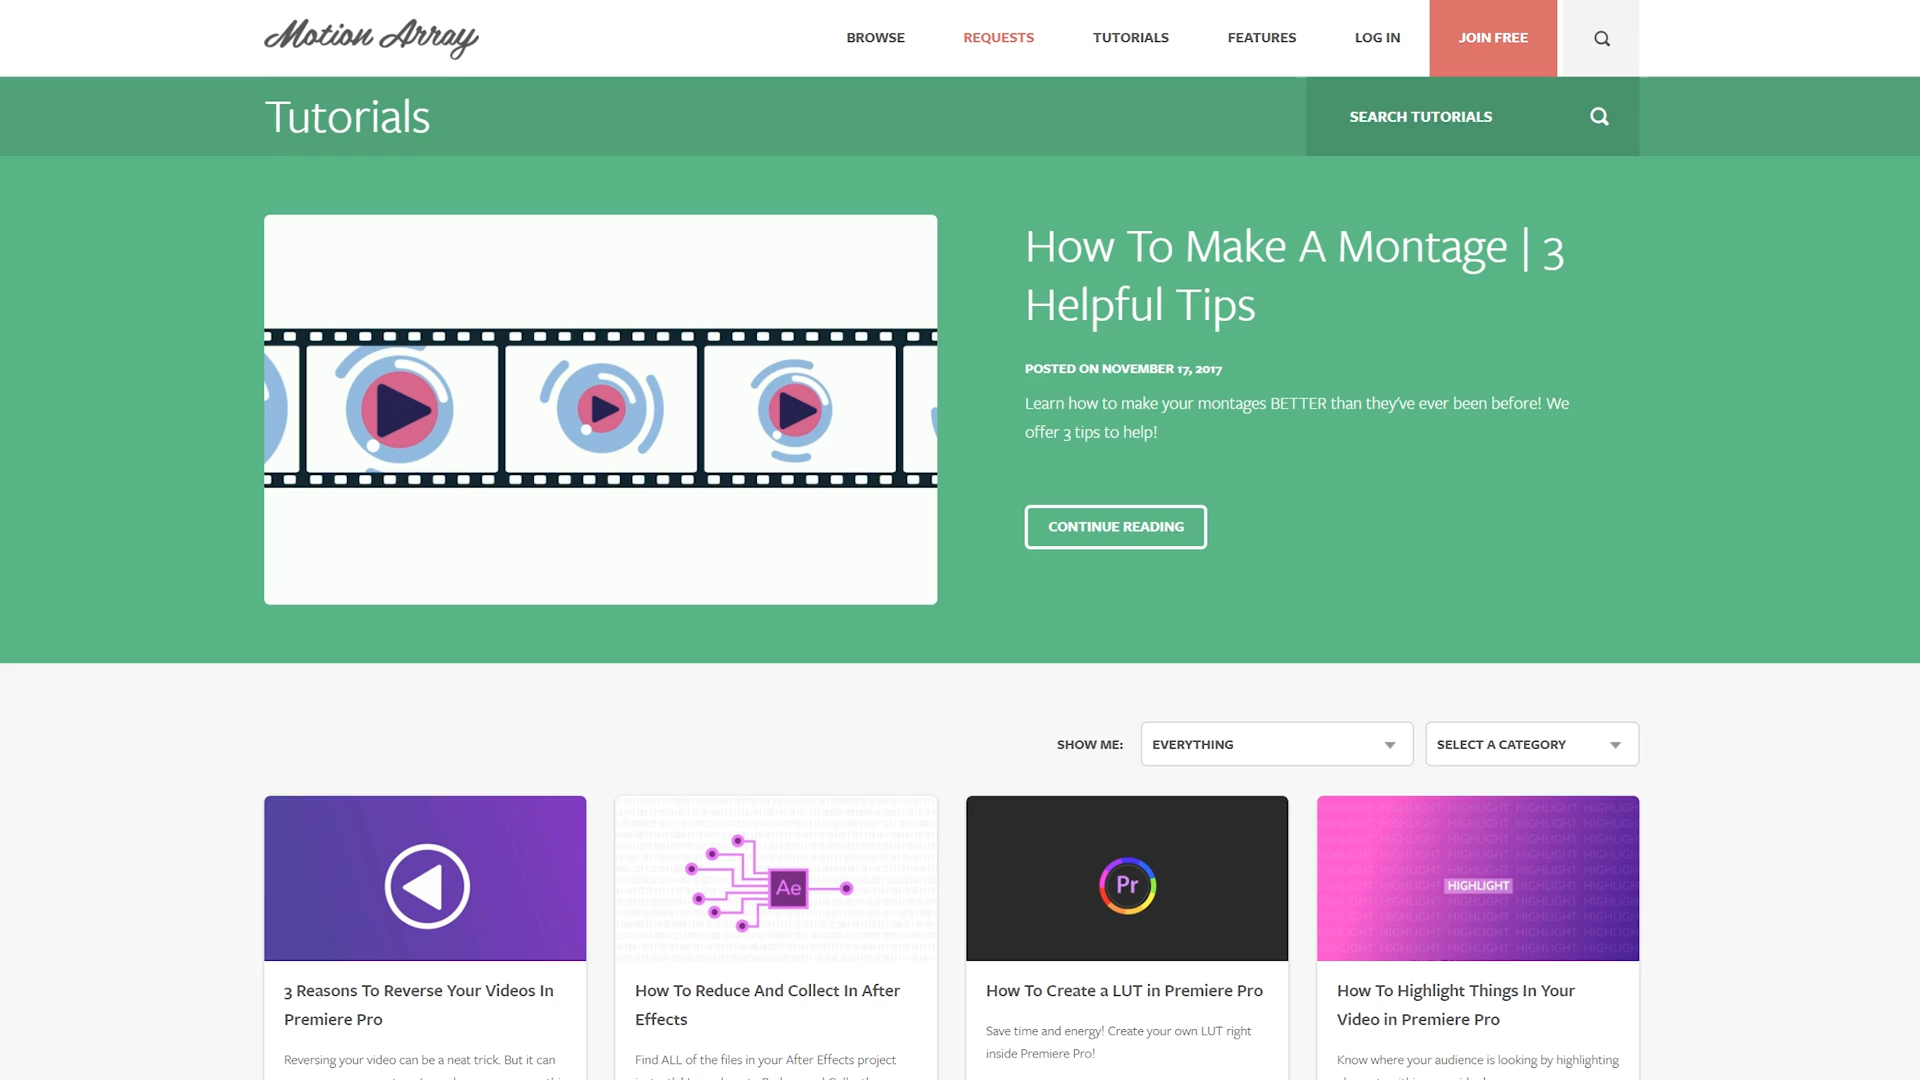 Motion Array
BROWSE
REQUESTS
TUTORIALS
FEATURES
LOG IN
JOIN FREE
Tutorials
SEARCH TUTORIALS
How To Make A Montage | 3
Helpful Tips
POSTED ON NOVEMBER 17, 2017
Learn how to make your montages BETTER than they've ever been before! We
offer 3 tips to help!
CONTINUE READING
SHOW ME:
EVERYTHING
SELECT A CATEGORY
Ae
Pr
HIGHLIGHT
3 Reasons To Reverse Your Videos In
Premiere Pro
Reversing your video can be a neat trick. But it can
How To Reduce And Collect In After
Effects
Find ALL of the files in your After Effects project
How To Create a LUT in Premiere Pro
Save time and energy! Create your own LUT right
inside Premiere Pro!
How To Highlight Things In Your
Video in Premiere Pro
Know where your audience is looking by highlighting